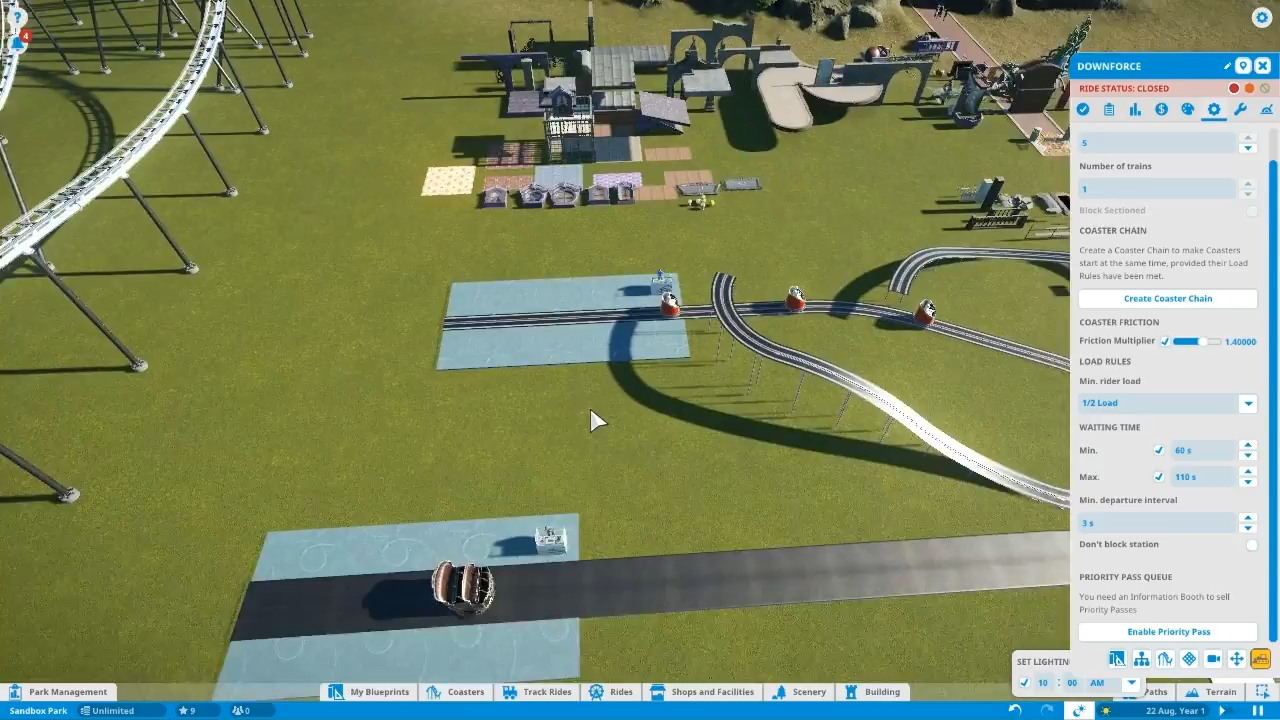 ?
4
DOWNFORCE
RIDE STATUS: CLOSED
5
Number of trains
1
Block Sectioned
COASTER CHAIN
Create a Coaster Chain to make Coasters
start at the same time, provided their Load
Rules have been met.
Create Coaster Chain
COASTER FRICTION
Friction Multiplier 1.40000
LOAD RULES
Min. rider load
1/2 Load
WAITING TIME
Min. 60 s
Max. 110 s
Min. departure interval
3 s
Don't block station
PRIORITY PASS QUEUE
You need an Information Booth to sell
Priority Passes
Enable Priority Pass
SET LIGHTIN
10 : 00 AM
Park Management My Blueprints Coasters Track Rides Rides Shops and Facilities Scenery Building Paths Terrain
Sandbox Park Unlimited 9 0 22 Aug, Year 1